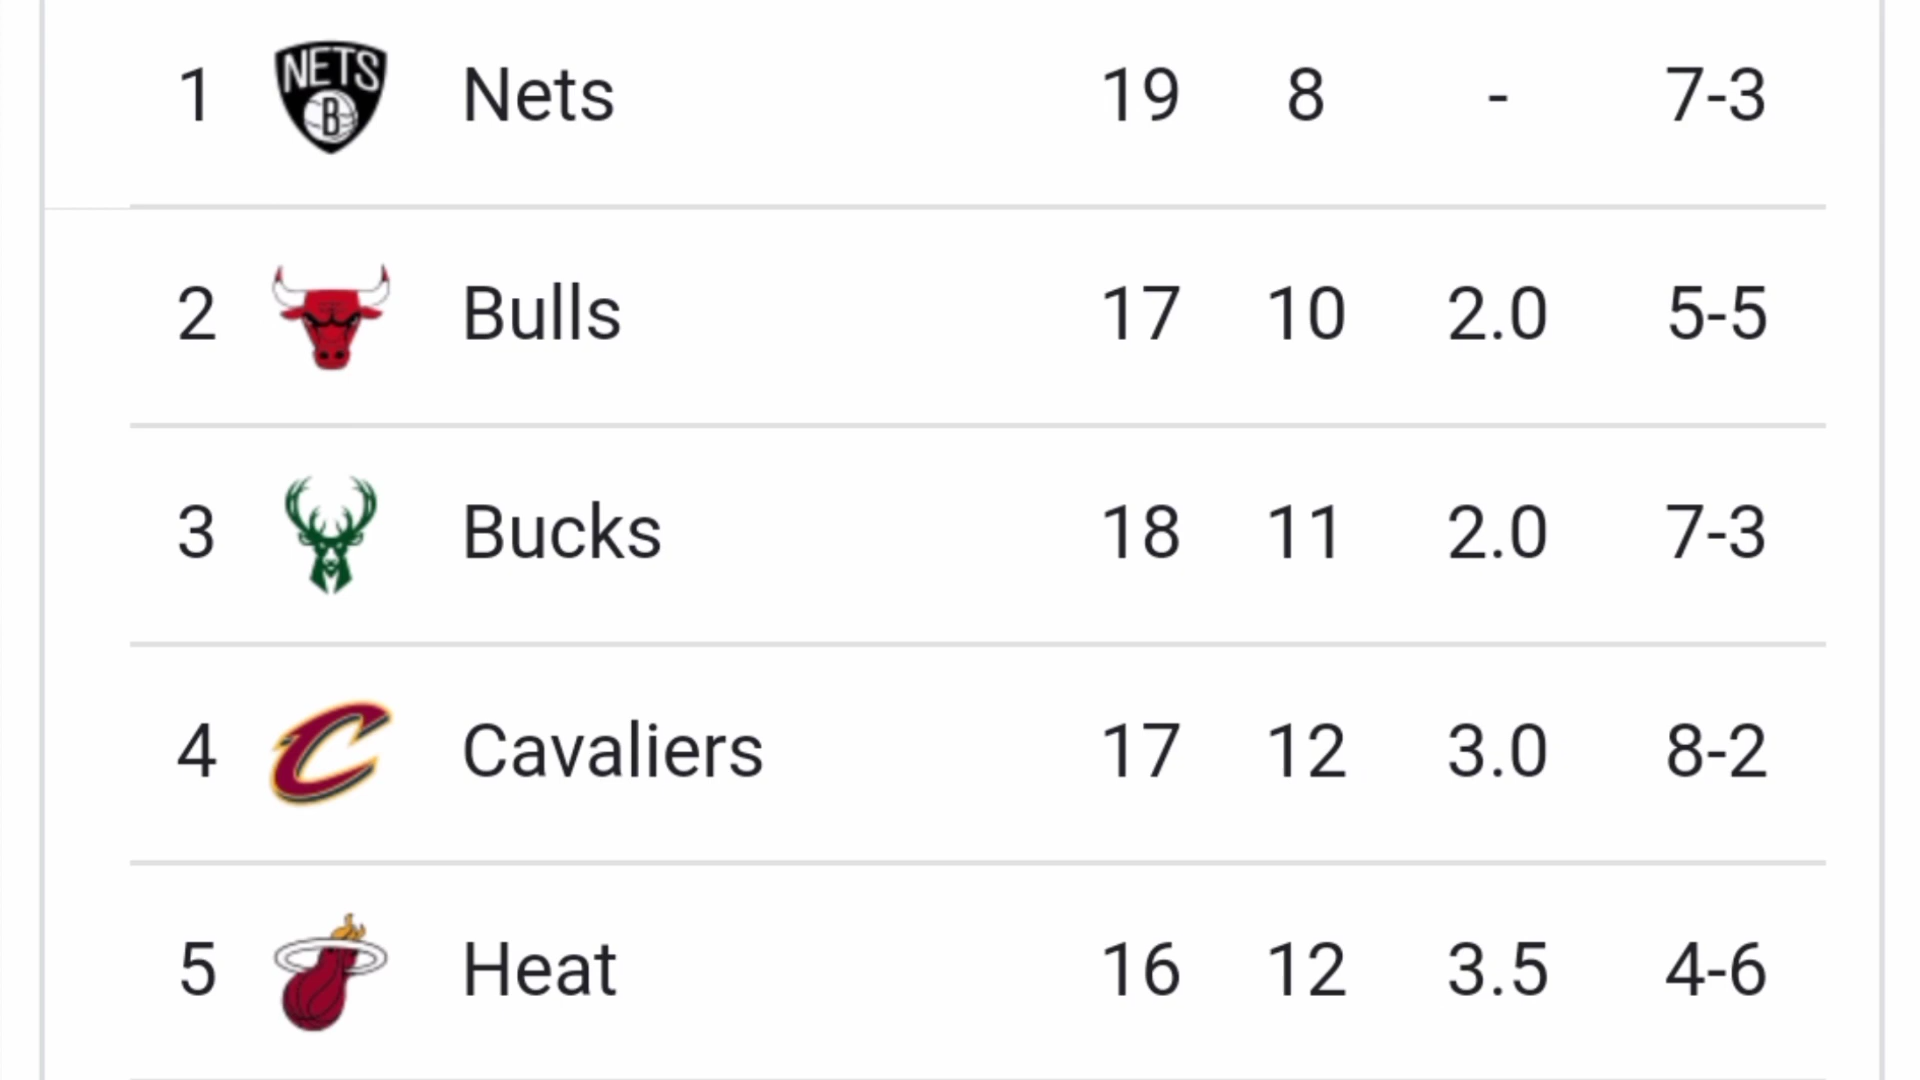 1 NETS B Nets 19 8 - 7-3
2 Bulls 17 10 2.0 5-5
3 Bucks 18 11 2.0 7-3
4 C Cavaliers 17 12 3.0 8-2
5 Heat 16 12 3.5 4-6